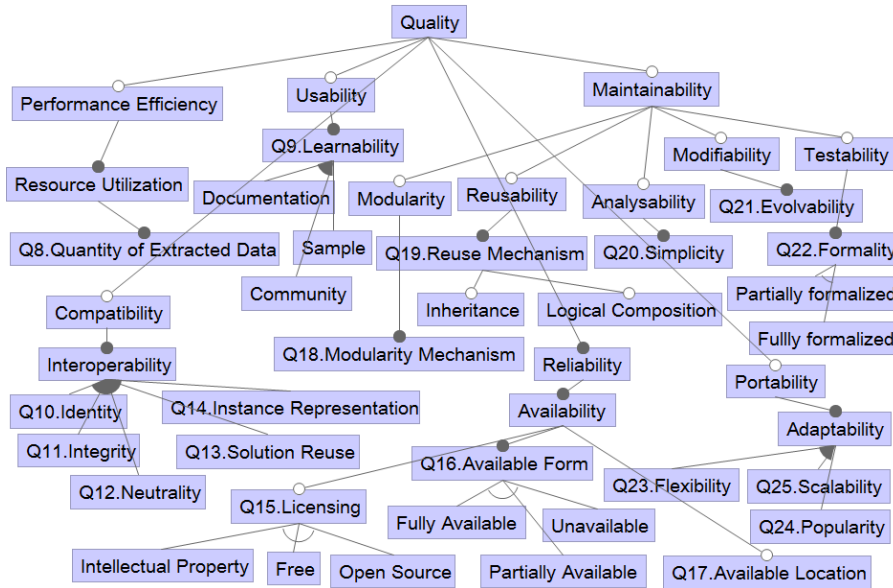 Quality
Performance Efficiency
Usability
Maintainability
Q9.Learnability
Modifiability
Testability
Resource Utilization
Documentation
Modularity
Reusability
Analysability
Q21.Evolvability
Q8.Quantity of Extracted Data
Sample
Q19.Reuse Mechanism
Q20.Simplicity
Q22.Formality
Community
Partially formalized
Compatibility
Inheritance
Logical Composition
Fullly formalized
Interoperability
Q18.Modularity Mechanism
Reliability
Portability
Q10.Identity
Q14.Instance Representation
Availability
Adaptability
Q11.Integrity
Q13.Solution Reuse
Q16.Available Form
Q12.Neutrality
Q23.Flexibility
Q25.Scalability
Q15.Licensing
Fully Available
Unavailable
Q24.Popularity
Intellectual Property
Free
Open Source
Partially Available
Q17.Available Location